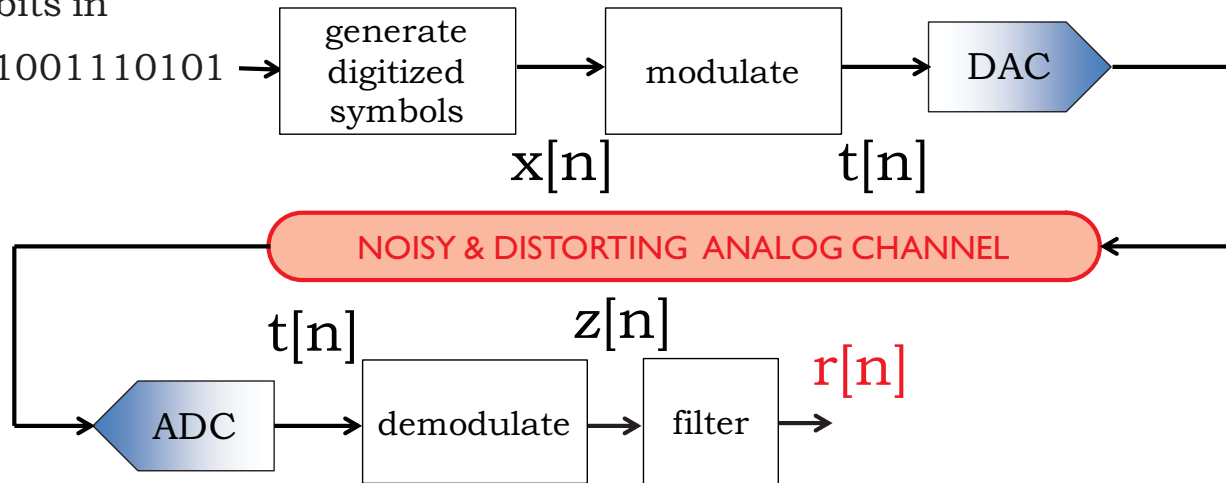 bits in
1001110101
generate
digitized
symbols
modulate
DAC
x[n]
t[n]
NOISY & DISTORTING ANALOG CHANNEL
t[n]
z[n]
r[n]
ADC
demodulate
filter